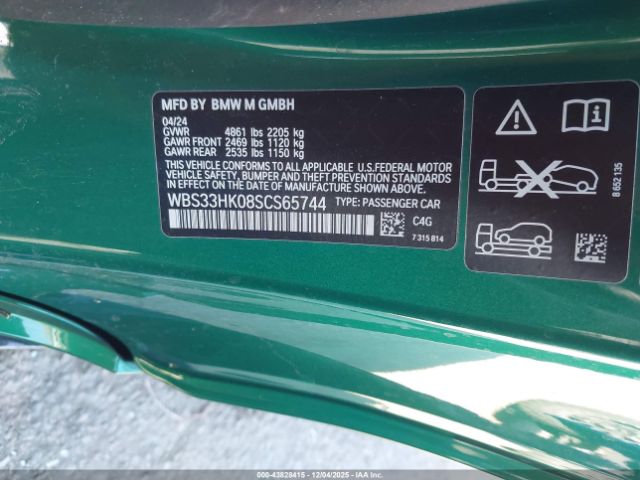 MFD BY BMW M GMBH
04/24
GVWR 4861 lbs 2205 kg
GAWR FRONT 2469 lbs 1120 kg
GAWR REAR 2535 lbs 1150 kg
THIS VEHICLE CONFORMS TO ALL APPLICABLE U.S.FEDERAL MOTOR
VEHICLE SAFETY, BUMPER AND THEFT PREVENTION STANDARDS
IN EFFECT ON THE DATE OF MANUFACTURE SHOWN ABOVE.
WBS33HK08SCS65744 TYPE: PASSENGER CAR
C4G
7 315 814
8 652 135
000-43828415 - 12/04/2025 - IAAI.COM